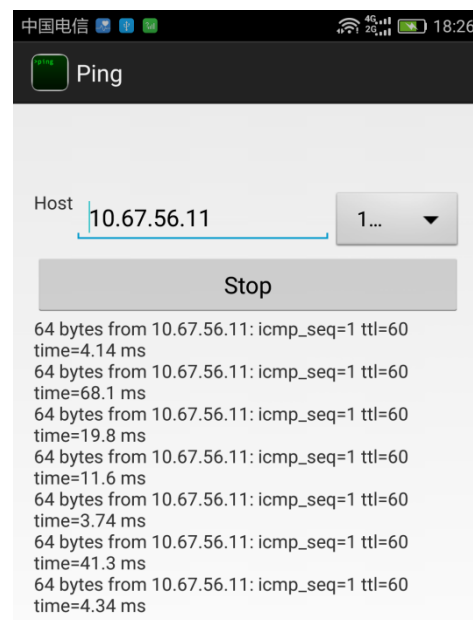 中国电信 4G 2G 18:26
ping
Ping
Host 10.67.56.11 1...
Stop
64 bytes from 10.67.56.11: icmp_seq=1 ttl=60
time=4.14 ms
64 bytes from 10.67.56.11: icmp_seq=1 ttl=60
time=68.1 ms
64 bytes from 10.67.56.11: icmp_seq=1 ttl=60
time=19.8 ms
64 bytes from 10.67.56.11: icmp_seq=1 ttl=60
time=11.6 ms
64 bytes from 10.67.56.11: icmp_seq=1 ttl=60
time=3.74 ms
64 bytes from 10.67.56.11: icmp_seq=1 ttl=60
time=41.3 ms
64 bytes from 10.67.56.11: icmp_seq=1 ttl=60
time=4.34 ms